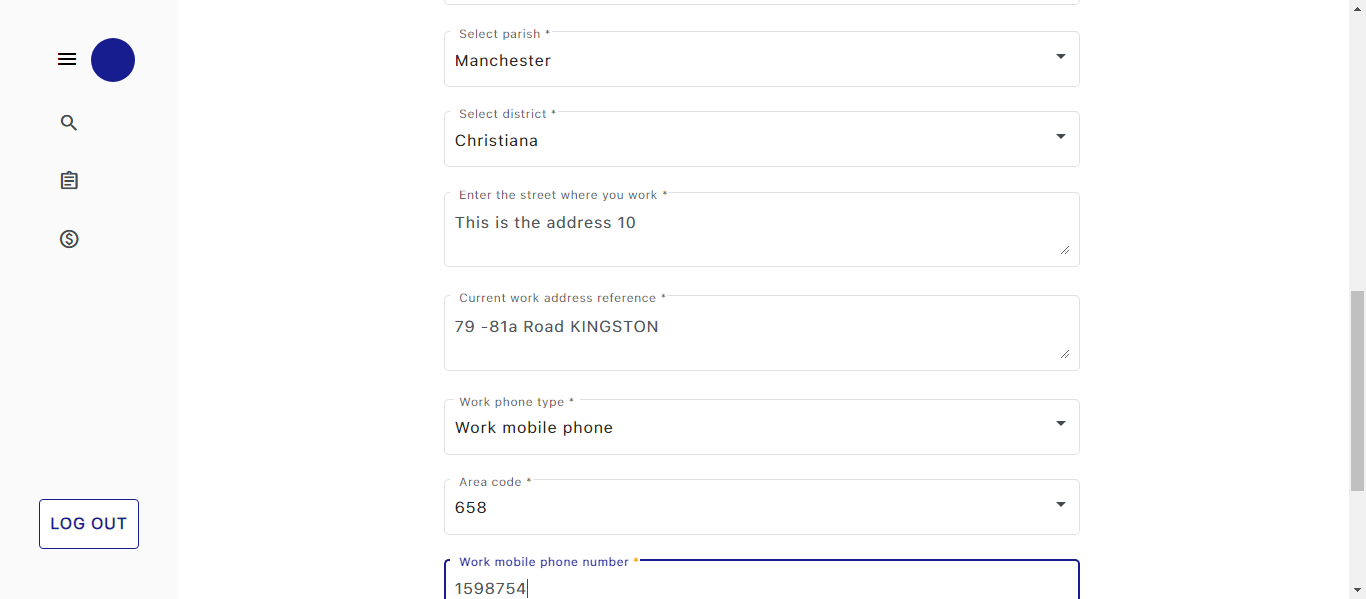 Select parish *
Manchester
Select district *
Christiana
Enter the street where you work *
This is the address 10
Current work address reference *
79 -81a Road KINGSTON
Work phone type *
Work mobile phone
Area code *
658
Work mobile phone number *
1598754
LOG OUT